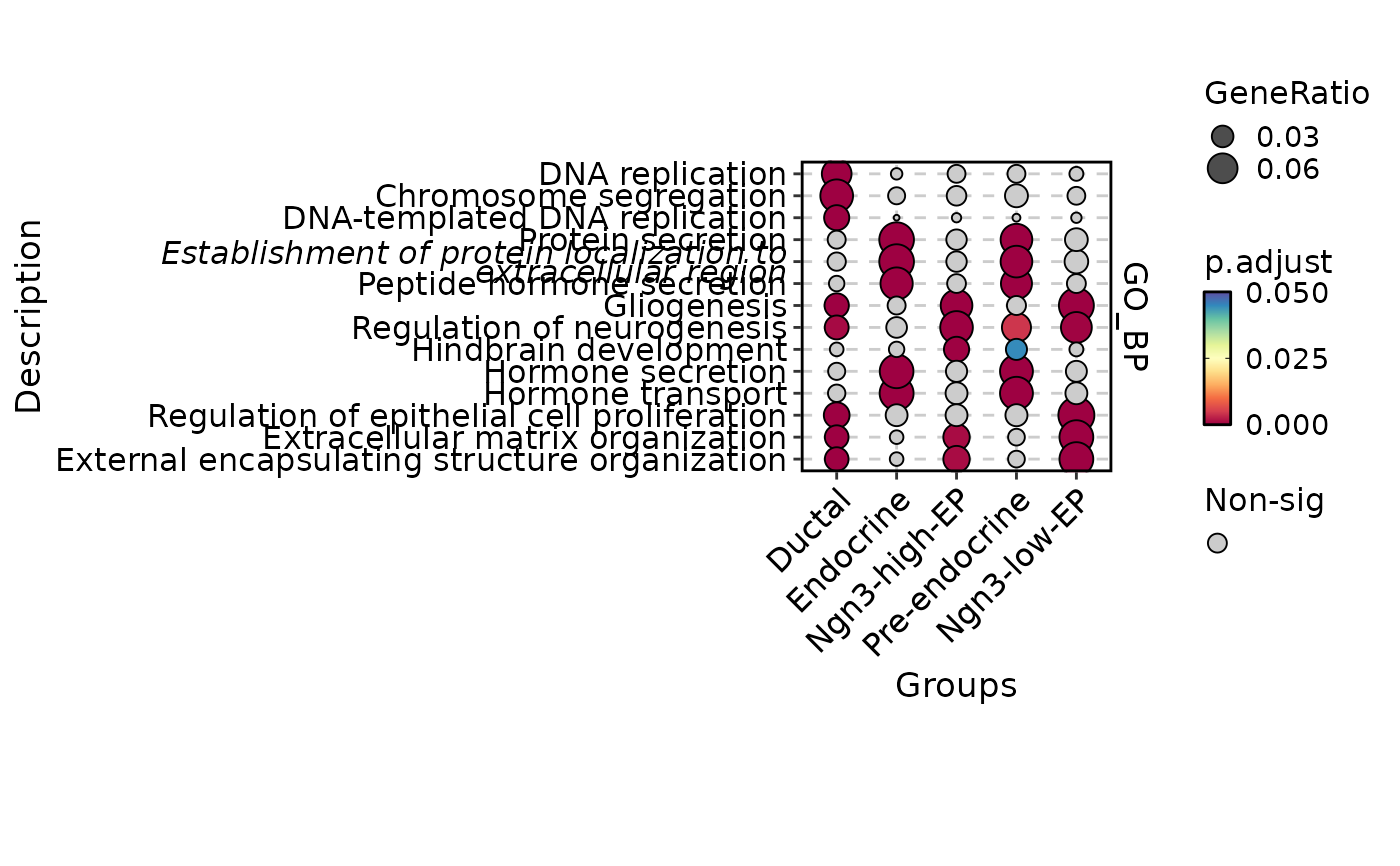 Description
DNA replication
Chromosome segregation
DNA-templated DNA replication
Protein secretion
Establishment of protein localization to
extracellular region
Peptide hormone secretion
Gliogenesis
Regulation of neurogenesis
Hindbrain development
Hormone secretion
Hormone transport
Regulation of epithelial cell proliferation
Extracellular matrix organization
External encapsulating structure organization
Ductal
Endocrine
Ngn3-high-EP
Pre-endocrine
Ngn3-low-EP
Groups
GO_BP
GeneRatio
0.03
0.06
p.adjust
0.050
0.025
0.000
Non-sig